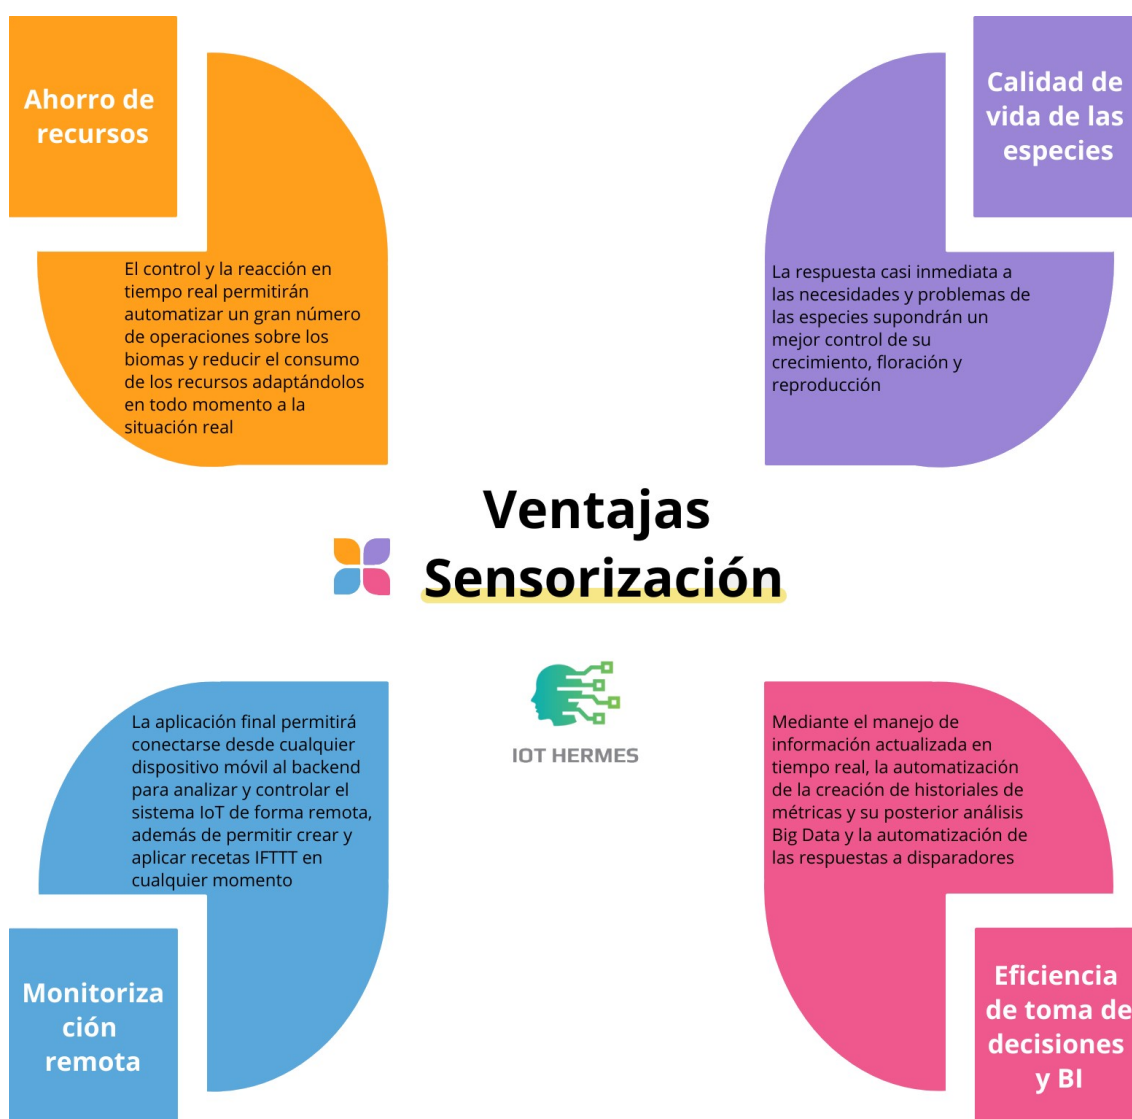 Ahorro de
recursos
El control y la reacción en
tiempo real permitirán
automatizar un gran número
de operaciones sobre los
biomas y reducir el consumo
de los recursos adaptándolos
en todo momento a la
situación real
Calidad de
vida de las
especies
La respuesta casi inmediata a
las necesidades y problemas de
las especies supondrán un
mejor control de su
crecimiento, floración y
reproducción
Ventajas
Sensorización
IOT HERMES
La aplicación final permitirá
conectarse desde cualquier
dispositivo móvil al backend
para analizar y controlar el
sistema IoT de forma remota,
además de permitir crear y
aplicar recetas IFTTT en
cualquier momento
Monitoriza
ción
remota
Mediante el manejo de
información actualizada en
tiempo real, la automatización
de la creación de historiales de
métricas y su posterior análisis
Big Data y la automatización de
las respuestas a disparadores
Eficiencia
de toma de
decisiones
y BI